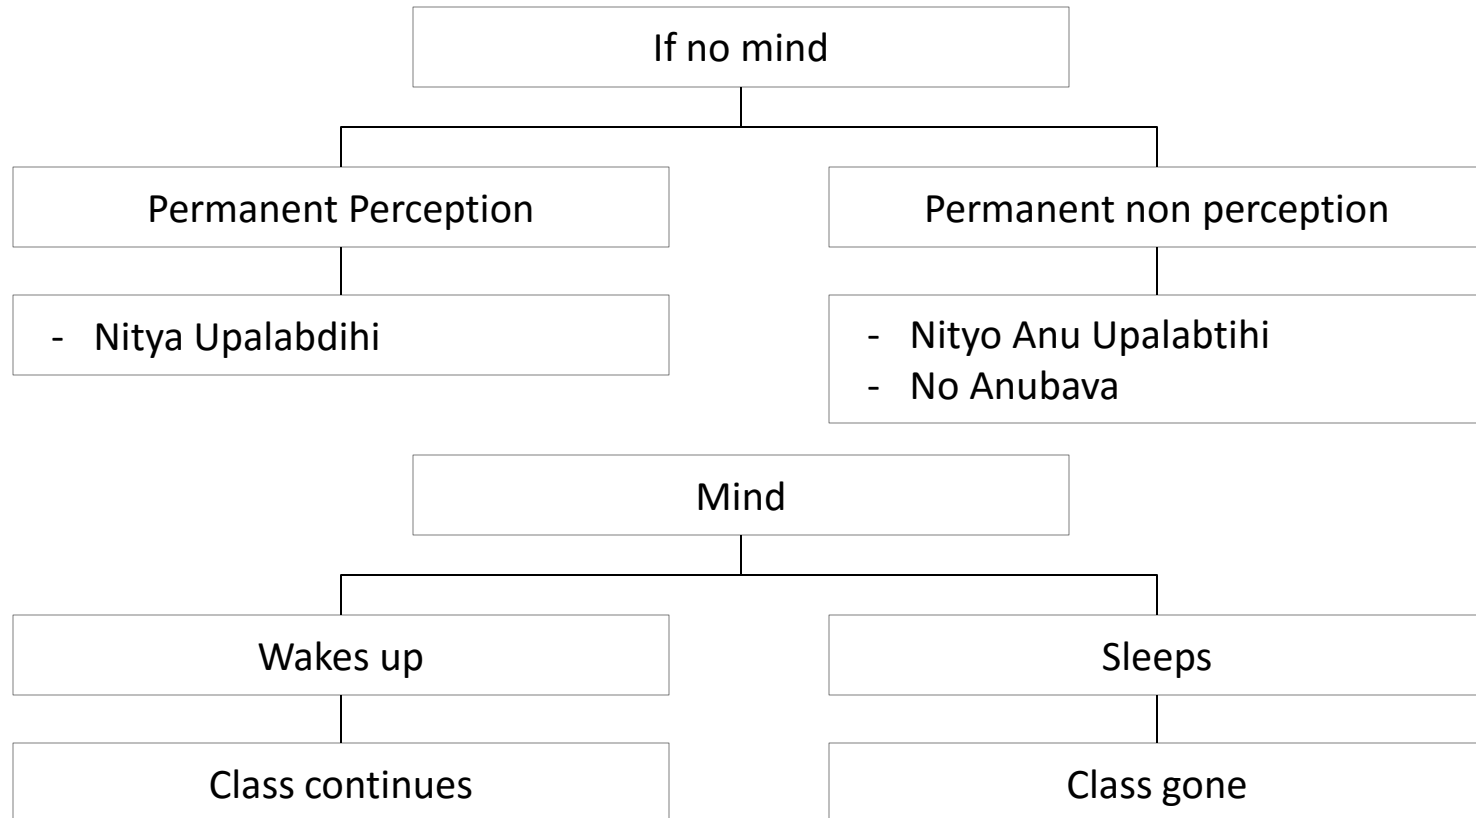 If no mind
Permanent Perception
Permanent non perception
- Nitya Upalabdihi
- Nityo Anu Upalabtihi
- No Anubava
Mind
Wakes up
Sleeps
Class continues
Class gone